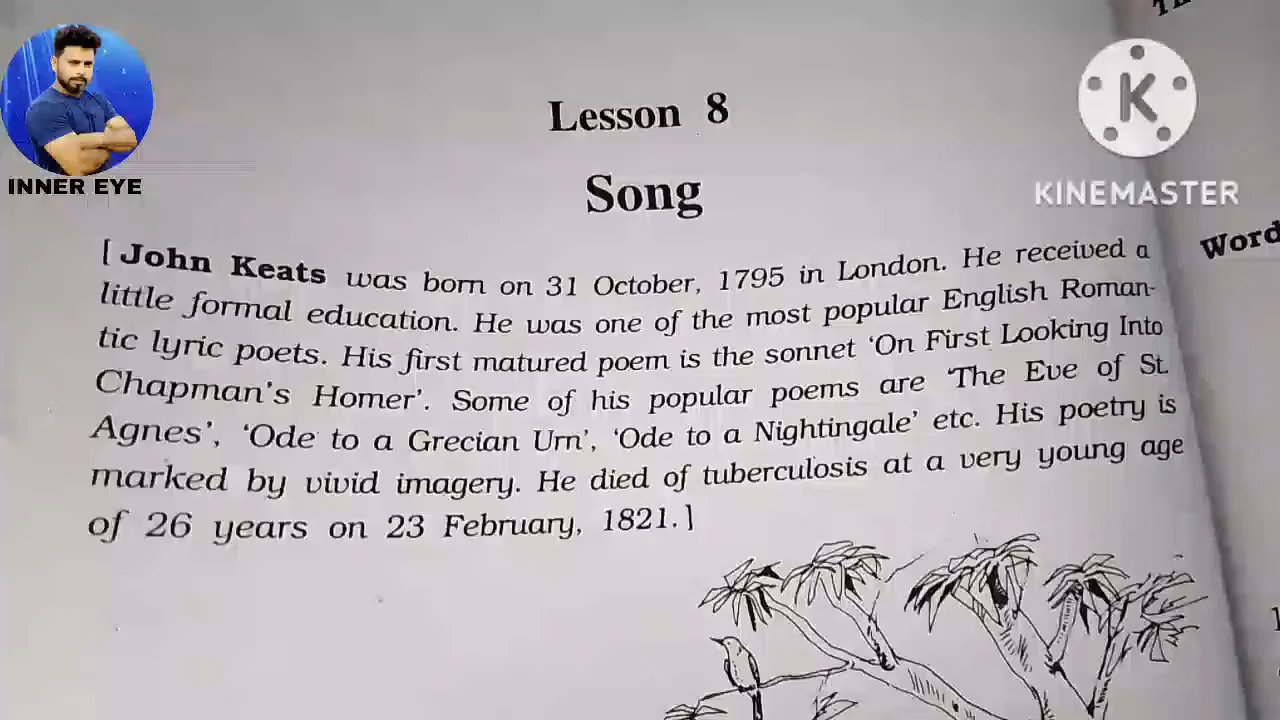 Lesson 8
Song
[ John Keats was born on 31 October, 1795 in London. He received a
little formal education. He was one of the most popular English Roman-
tic lyric poets. His first matured poem is the sonnet ‘On First Looking Into
Chapman's Homer’. Some of his popular poems are ‘The Eve of St.
Agnes’, ‘Ode to a Grecian Urn’, ‘Ode to a Nightingale’ etc. His poetry is
marked by vivid imagery. He died of tuberculosis at a very young age
of 26 years on 23 February, 1821.]
INNER EYE
K
KINEMASTER
Word